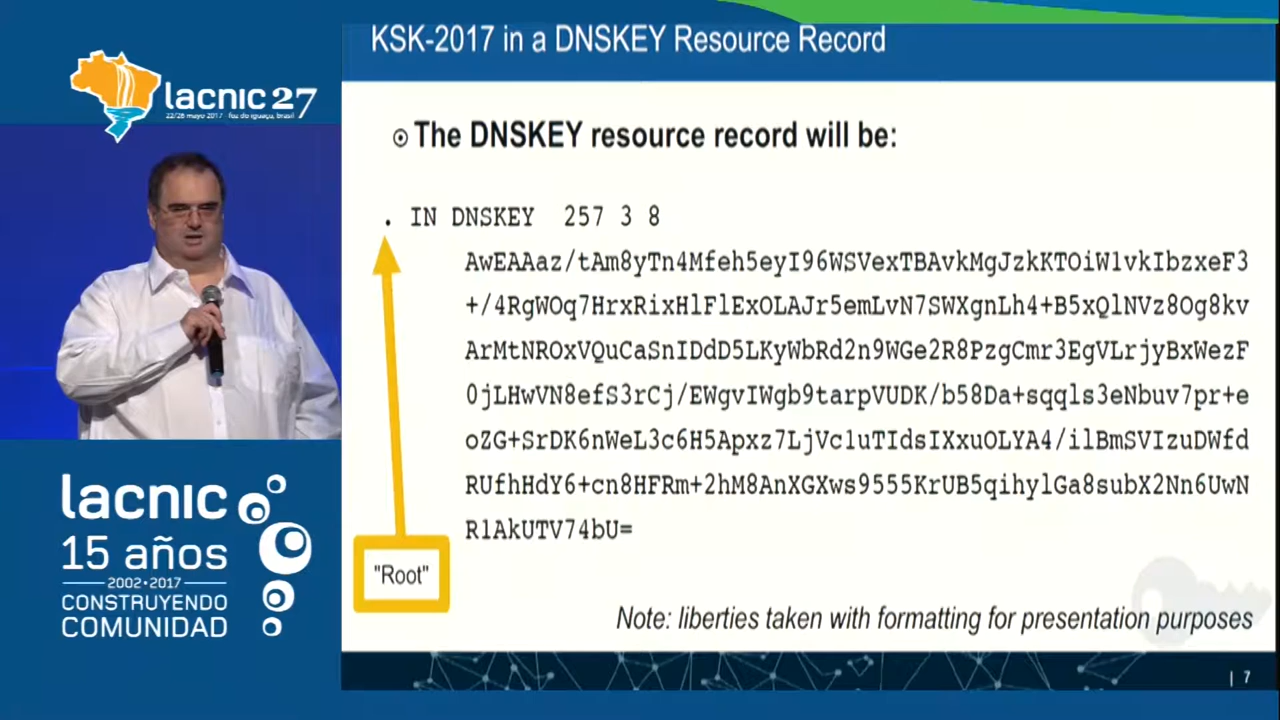 KSK-2017 in a DNSKEY Resource Record
lacnic 27
22/26 mayo 2017 - foz do iguaçu, brasil
The DNSKEY resource record will be:
. IN DNSKEY 257 3 8
AwEAAaz/tAm8yTn4Mfeh5eyI96WSVexTBAvkMgJzkKTOiW1vkIbzxeF3
+/4RgWOq7HrxRixHlFlExOLAJr5emLvN7SWXgnLh4+B5xQlNVz8Og8kv
ArMtNROxVQuCaSnIDdD5LKyWbRd2n9WGe2R8PzgCmr3EgVLrjyBxWezF
0jLHwVN8efS3rCj/EWgvIWgb9tarpVUDK/b58Da+sqqls3eNbuv7pr+e
oZG+SrDK6nWeL3c6H5Apxz7LjVc1uTIdsIXxuOLYA4/ilBmSVIzuDWfd
RUfhHdY6+cn8HFRm+2hM8AnXGXws9555KrUB5qihylGa8subX2Nn6UwN
R1AkUTV74bU=
"Root"
Note: liberties taken with formatting for presentation purposes
| 7
lacnic
15 años
2002•2017
CONSTRUYENDO
COMUNIDAD